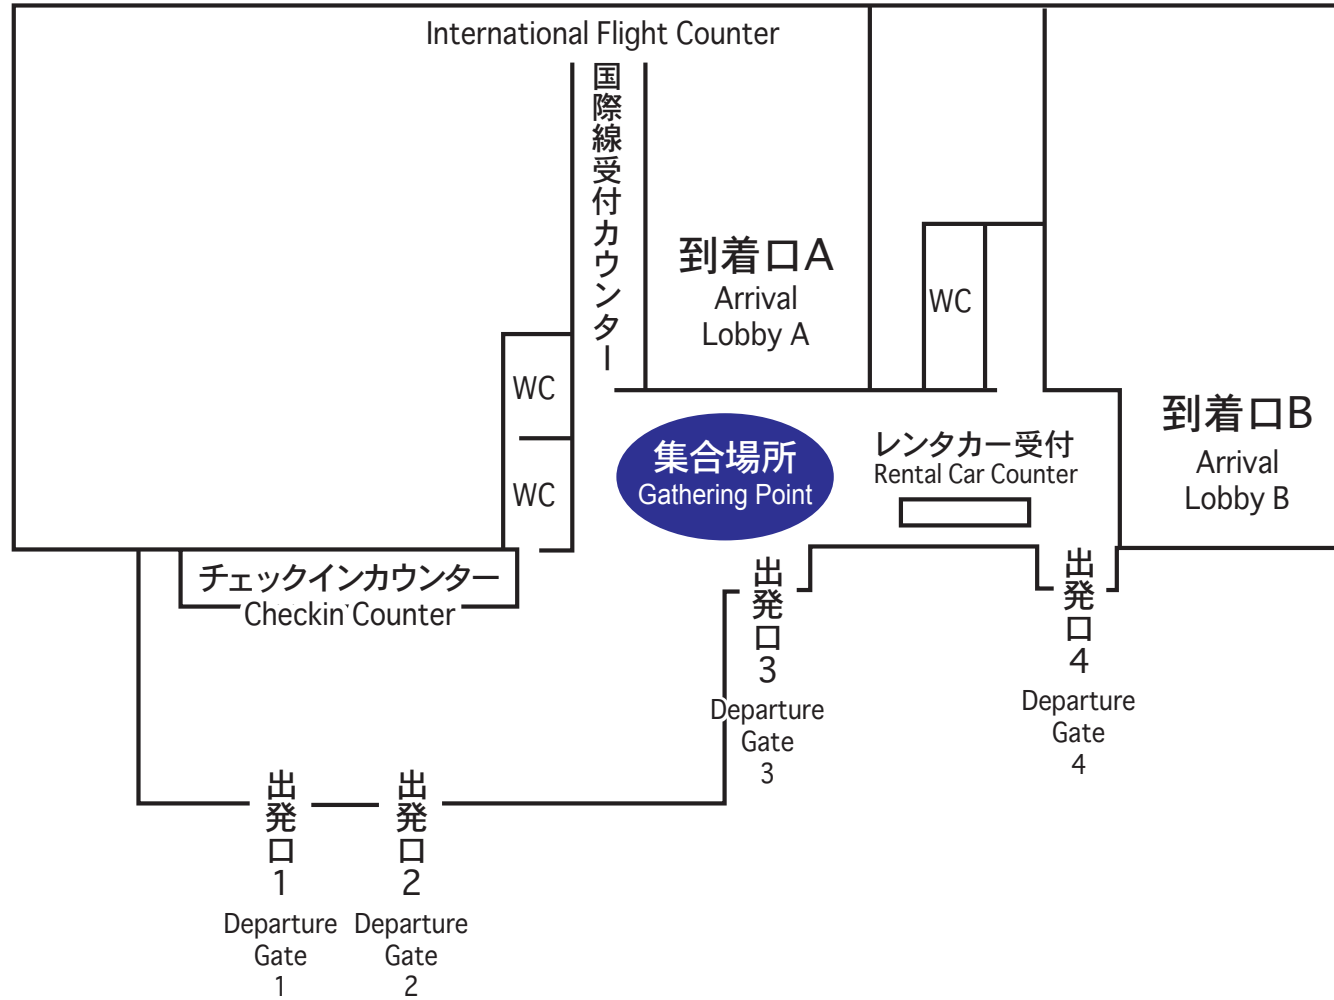 International Flight Counter
国際線受付カウンター
到着口A
Arrival
Lobby A
WC
WC
WC
到着口B
Arrival
Lobby B
集合場所
Gathering Point
レンタカー受付
Rental Car Counter
チェックインカウンター
Checkin Counter
出発口3
Departure
Gate
3
出発口4
Departure
Gate
4
出発口1
Departure
Gate
1
出発口2
Departure
Gate
2